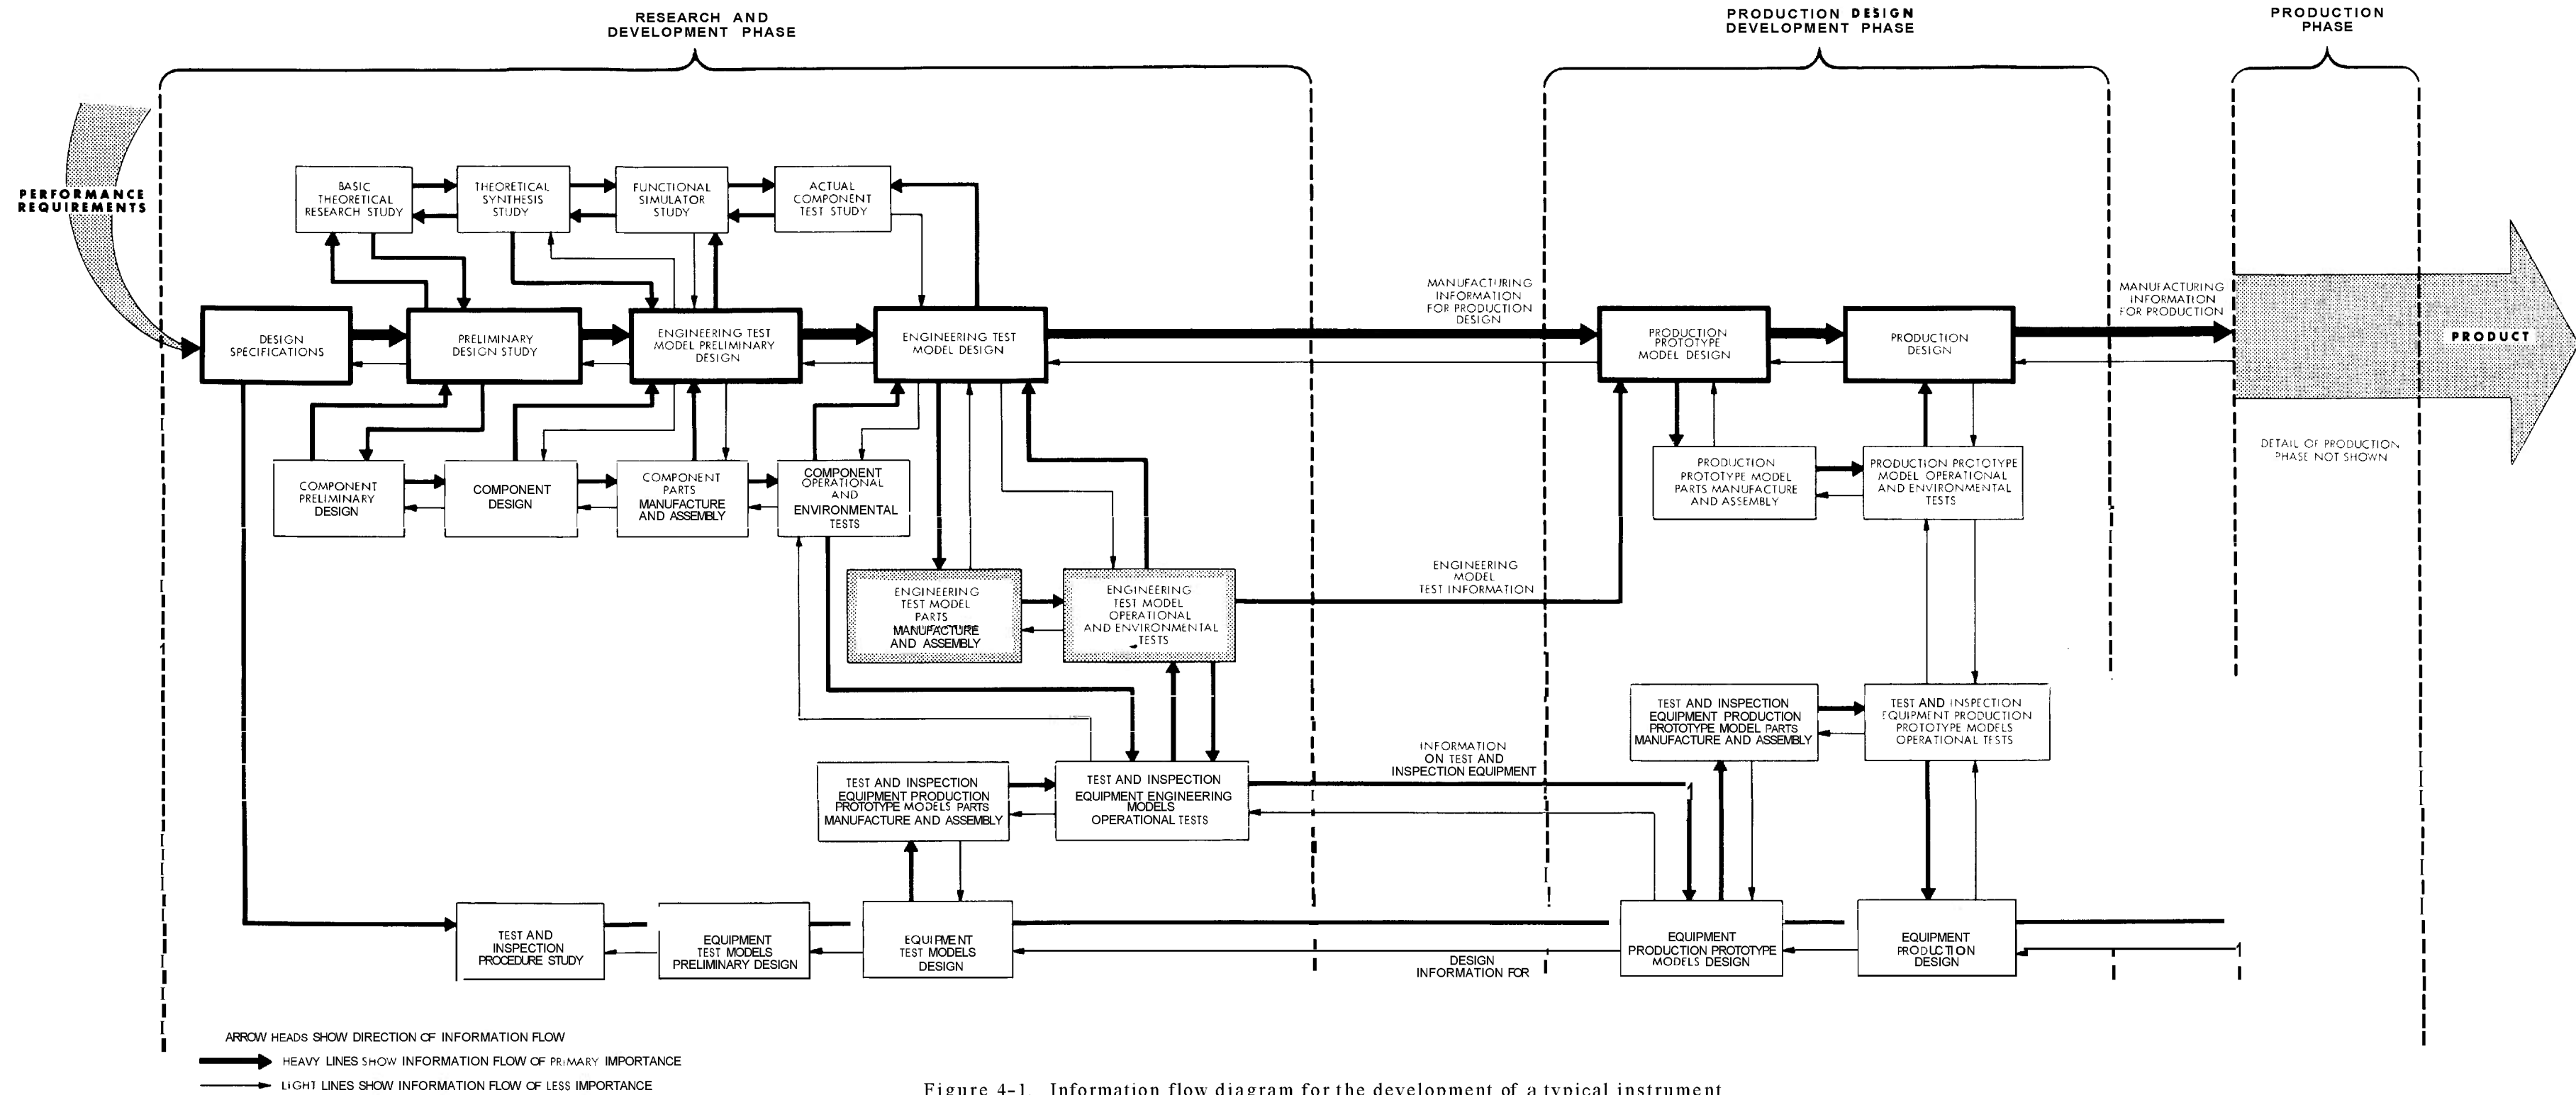 RESEARCH AND
DEVELOPMENT PHASE
PRODUCTION DESIGN
DEVELOPMENT PHASE
PRODUCTION
PHASE
PERFORMANCE
REQUIREMENTS
BASIC
THEORETICAL
RESEARCH STUDY
THEORETICAL
SYNTHESIS
STUDY
FUNCTIONAL
SIMULATOR
STUDY
ACTUAL
COMPONENT
TEST STUDY
DESIGN
SPECIFICATIONS
PRELIMINARY
DESIGN STUDY
ENGINEERING TEST
MODEL PRELIMINARY
DESIGN
ENGINEERING TEST
MODEL DESIGN
MANUFACTURING
INFORMATION
FOR PRODUCTION
DESIGN
PRODUCTION
PROTOTYPE
MODEL DESIGN
PRODUCTION
DESIGN
MANUFACTURING
INFORMATION
FOR PRODUCTION
PRODUCT
DETAIL OF PRODUCTION
PHASE NOT SHOWN
COMPONENT
PRELIMINARY
DESIGN
COMPONENT
DESIGN
COMPONENT
PARTS
MANUFACTURE
AND ASSEMBLY
COMPONENT
OPERATIONAL
AND
ENVIRONMENTAL
TESTS
PRODUCTION
PROTOTYPE MODEL
PARTS MANUFACTURE
AND ASSEMBLY
PRODUCTION PROTOTYPE
MODEL OPERATIONAL
AND ENVIRONMENTAL
TESTS
ENGINEERING
TEST MODEL
PARTS
MANUFACTURE
AND ASSEMBLY
ENGINEERING
TEST MODEL
OPERATIONAL
AND ENVIRONMENTAL
TESTS
ENGINEERING
MODEL
TEST INFORMATION
TEST AND INSPECTION
EQUIPMENT PRODUCTION
PROTOTYPE MODEL PARTS
MANUFACTURE AND ASSEMBLY
TEST AND INSPECTION
EQUIPMENT PRODUCTION
PROTOTYPE MODELS
OPERATIONAL TESTS
TEST AND INSPECTION
EQUIPMENT PRODUCTION
PROTOTYPE MODELS PARTS
MANUFACTURE AND ASSEMBLY
TEST AND INSPECTION
EQUIPMENT ENGINEERING
MODELS
OPERATIONAL TESTS
INFORMATION
ON TEST AND
INSPECTION EQUIPMENT
TEST AND
INSPECTION
PROCEDURE STUDY
EQUIPMENT
TEST MODELS
PRELIMINARY DESIGN
EQUIPMENT
TEST MODELS
DESIGN
DESIGN
INFORMATION FOR
EQUIPMENT
PRODUCTION PROTOTYPE
MODELS DESIGN
EQUIPMENT
PRODUCTION
DESIGN
ARROW HEADS SHOW DIRECTION OF INFORMATION FLOW
HEAVY LINES SHOW INFORMATION FLOW OF PRIMARY IMPORTANCE
LIGHT LINES SHOW INFORMATION FLOW OF LESS IMPORTANCE
Figure 4-1. Information flow diagram for the development of a typical instrument